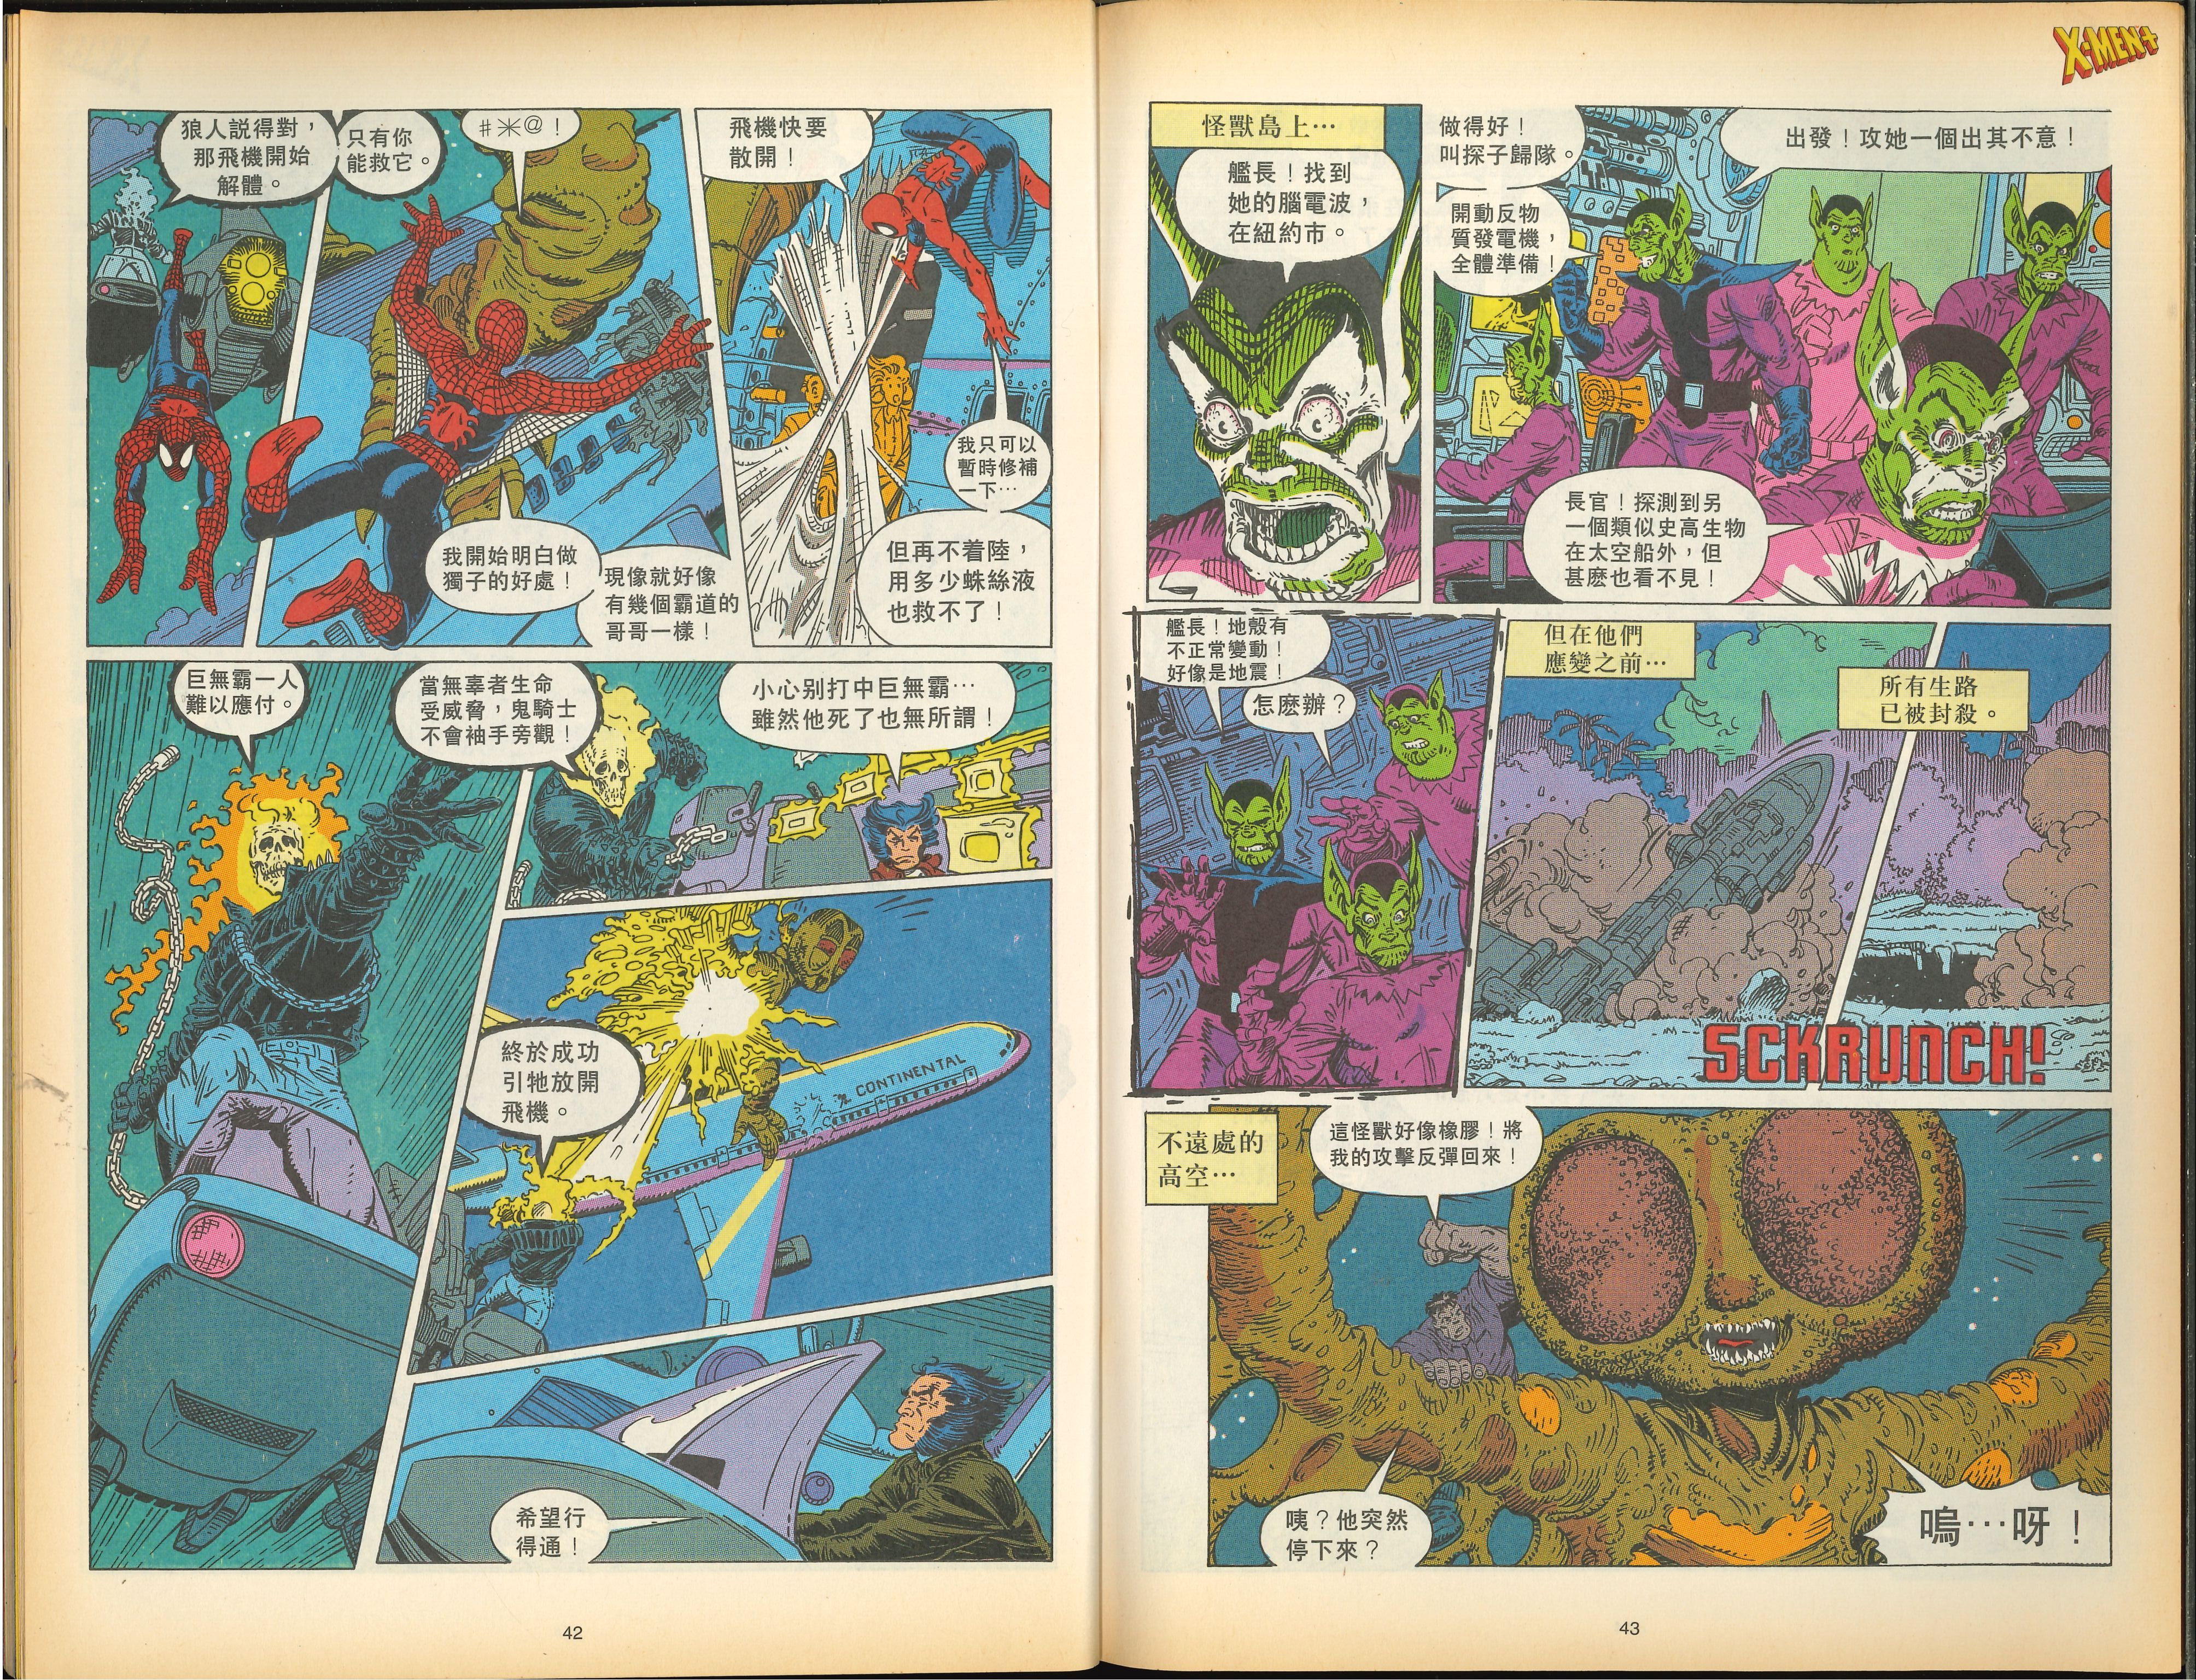 狼人説得對，
那飛機開始
解體。
只有你
能救它。
#※@！
我開始明白做
獨子的好處！
現像就好像
有幾個霸道的
哥哥一樣！
飛機快要
散開！
我只可以
暫時修補
一下…
但再不着陸，
用多少蛛絲液
也救不了！
巨無霸一人
難以應付。
當無辜者生命
受威脅，鬼騎士
不會袖手旁觀！
小心别打中巨無霸…
雖然他死了也無所謂！
終於成功
引牠放開
飛機。
CONTINENTAL
希望行
得通！
42
X-MEN+
怪獸島上…
艦長！找到
她的腦電波，
在紐約市。
做得好！
叫探子歸隊。
開動反物
質發電機，
全體準備！
出發！攻她一個出其不意！
長官！探測到另
一個類似史高生物
在太空船外，但
甚麽也看不見！
艦長！地殼有
不正常變動！
好像是地震！
怎麽辦？
但在他們
應變之前…
所有生路
已被封殺。
SCKRUNCH!
不遠處的
高空…
這怪獸好像橡膠！將
我的攻擊反彈回來！
咦？他突然
停下來？
嗚…呀！
43